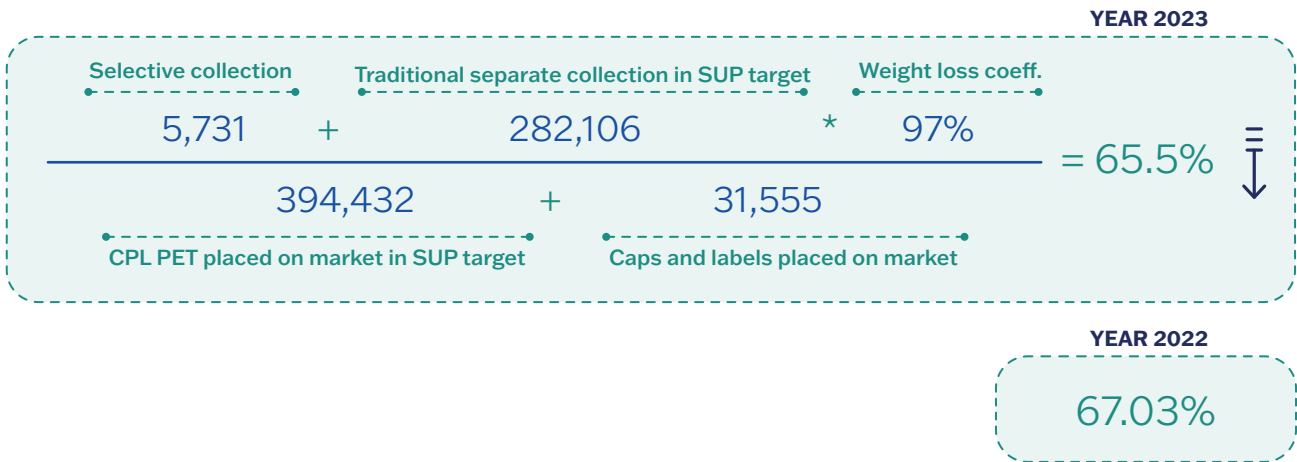 YEAR 2023
Selective collection Traditional separate collection in SUP target Weight loss coeff.
5,731 + 282,106 * 97%
= 65.5%
394,432 + 31,555
CPL PET placed on market in SUP target Caps and labels placed on market
YEAR 2022
67.03%